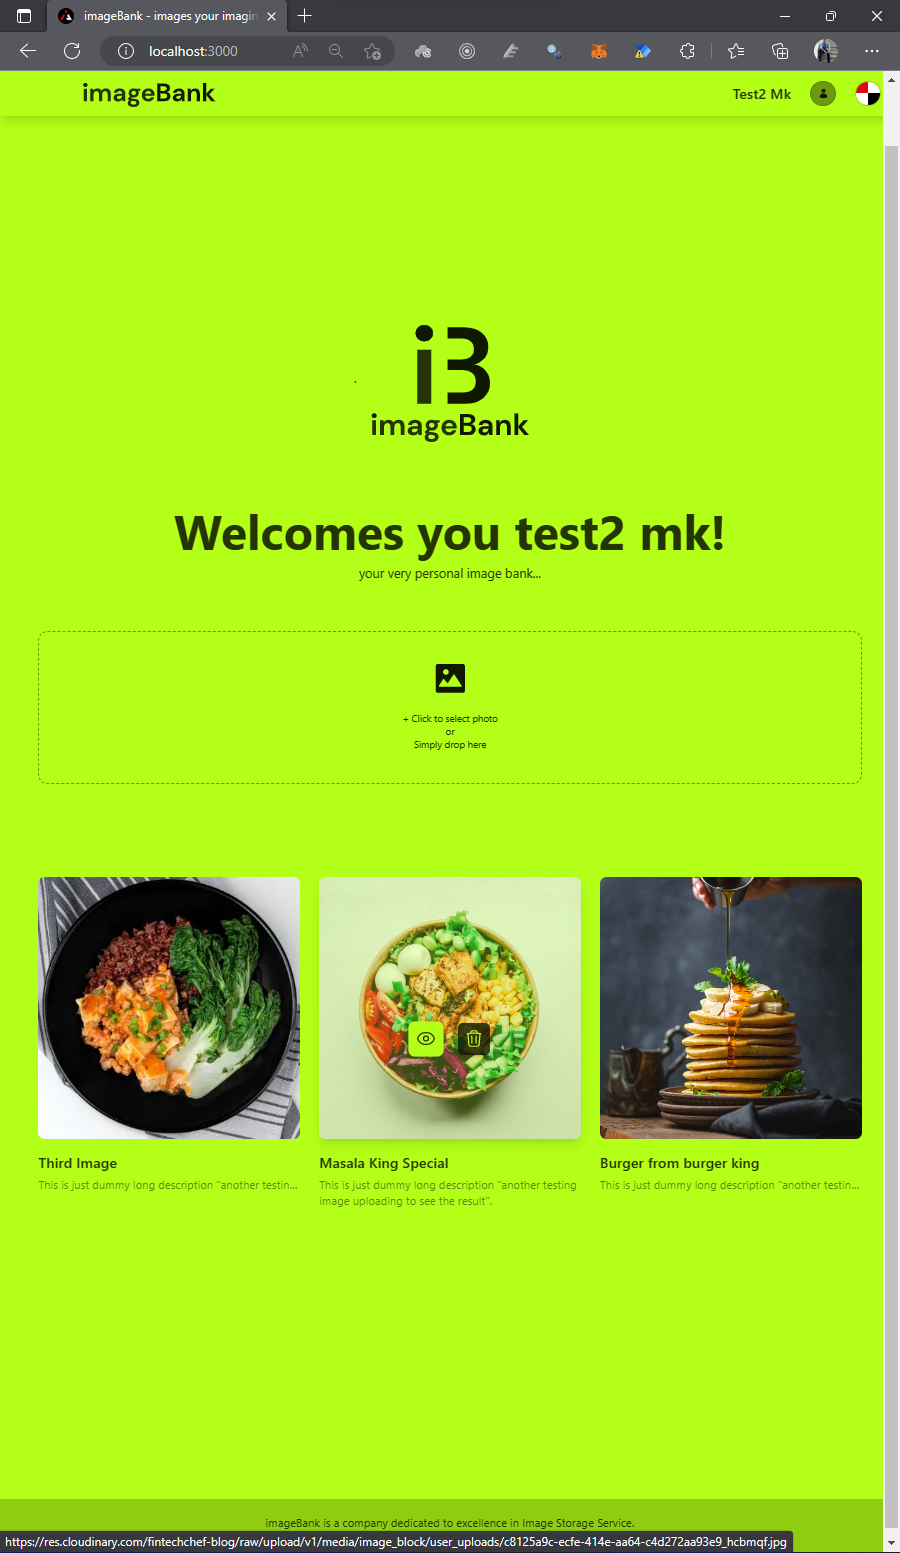 imageBank - images your imagin
localhost:3000
imageBank
Test2 Mk
i3
imageBank
Welcomes you test2 mk!
your very personal image bank...
+ Click to select photo
or
Simply drop here
Third Image
This is just dummy long description "another testin...
Masala King Special
This is just dummy long description "another testing
image uploading to see the result".
Burger from burger king
This is just dummy long description "another testin...
imageBank is a company dedicated to excellence in Image Storage Service.
https://res.cloudinary.com/fintechchef-blog/raw/upload/v1/media/image_block/user_uploads/c8125a9c-ecfe-414e-aa64-c4d272aa93e9_hcbmqf.jpg